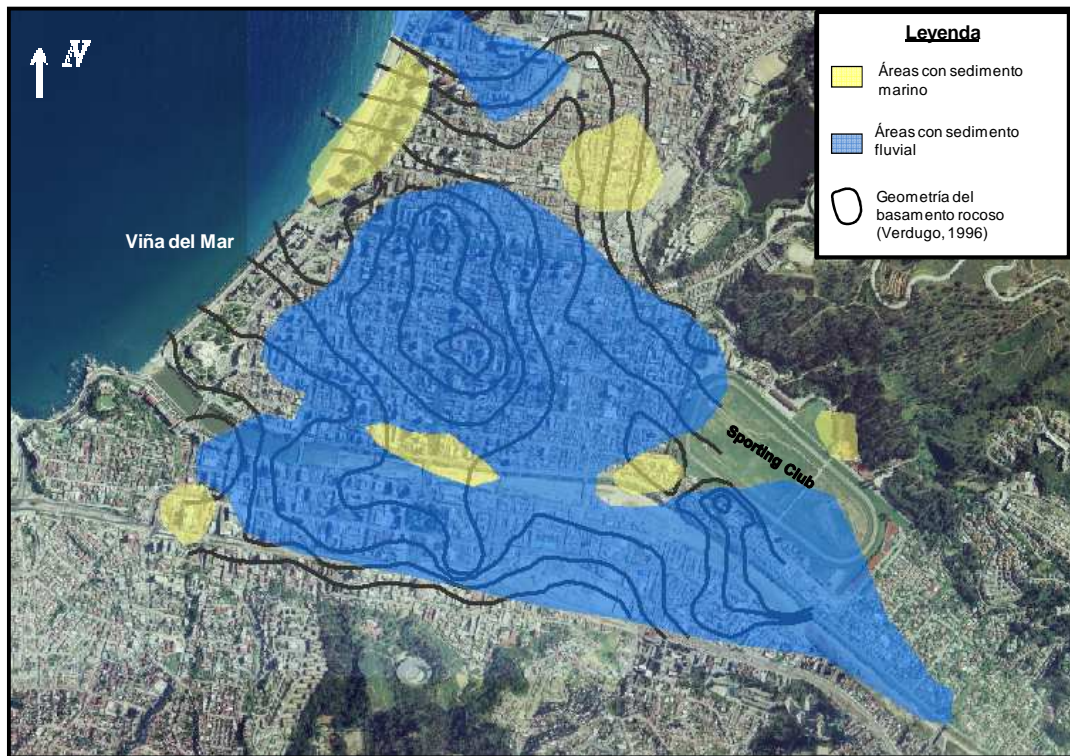 N
Viña del Mar
Sporting Club
Leyenda
Áreas con sedimento
marino
Áreas con sedimento
fluvial
Geometría del
basamento rocoso
(Verdugo, 1996)